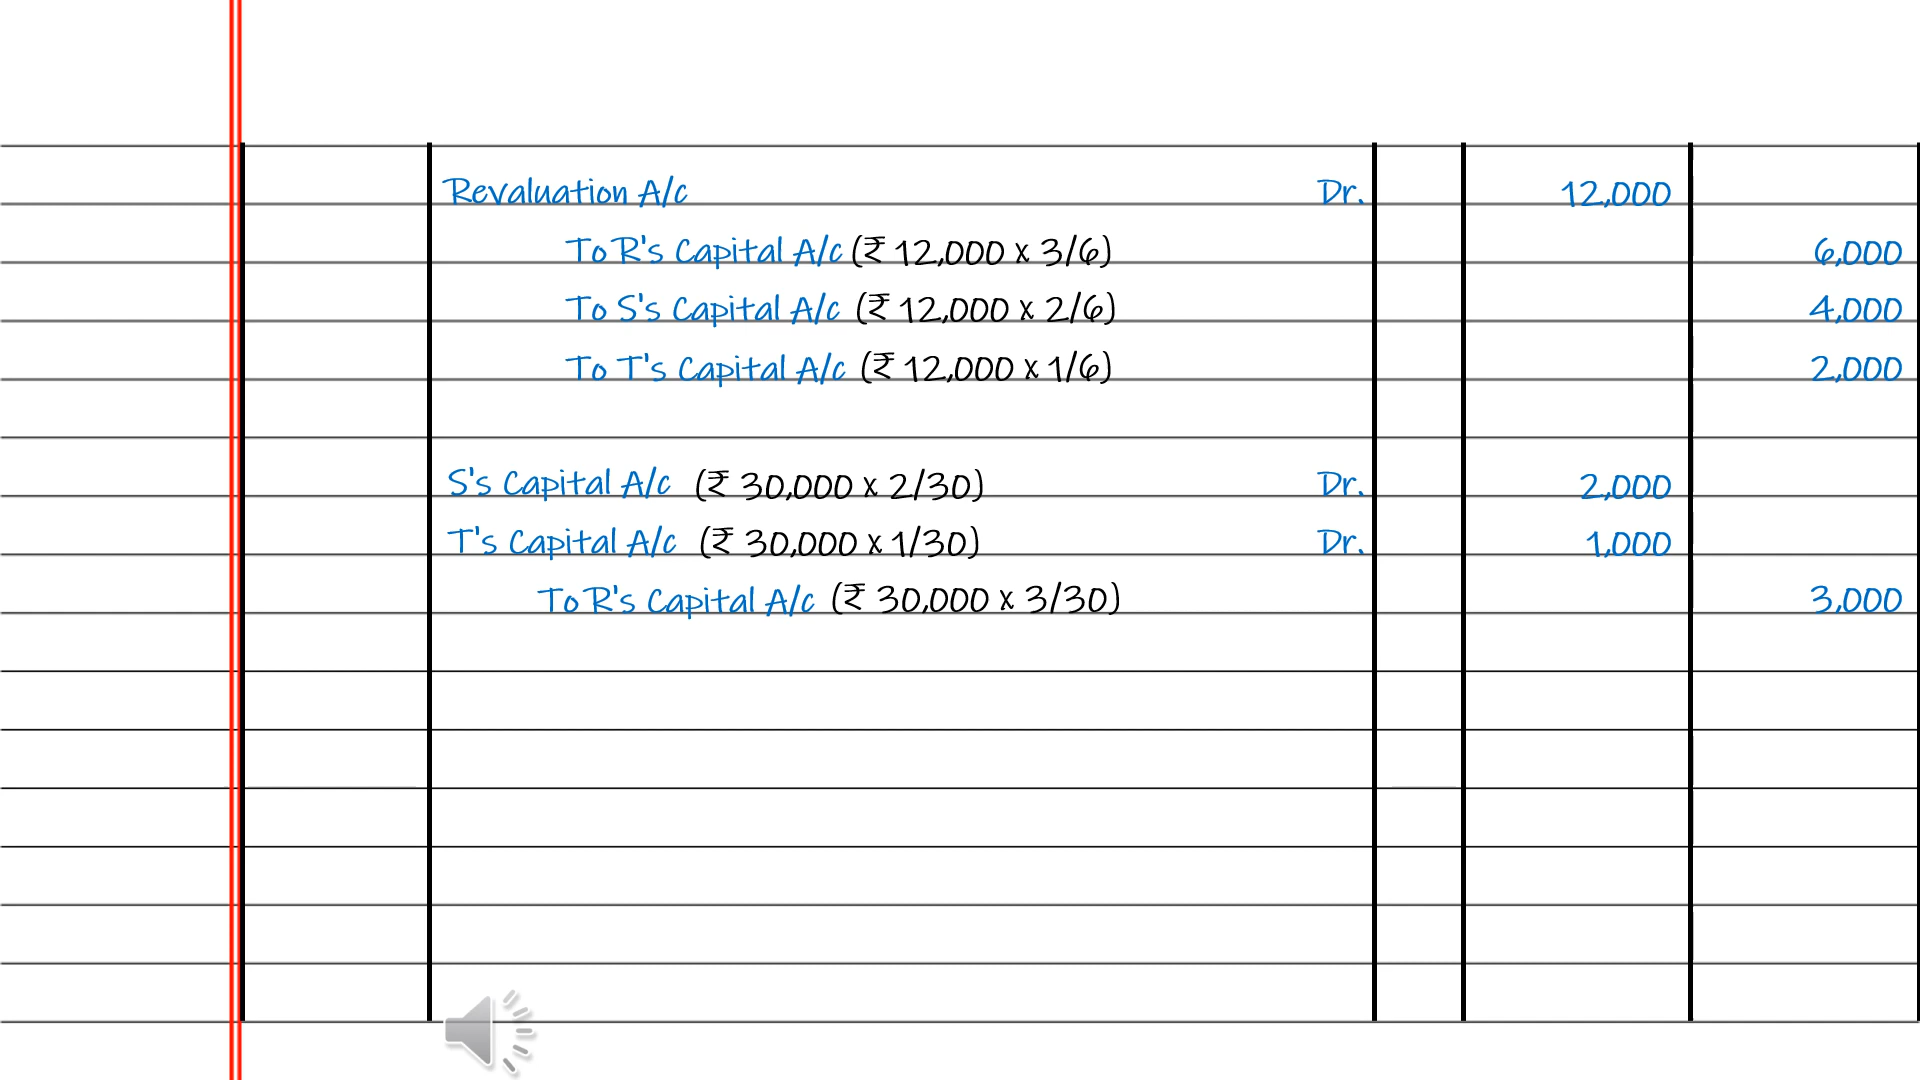 Revaluation A/c Dr. 12,000
To R's Capital A/c (₹ 12,000 x 3/6) 6,000
To S's Capital A/c (₹ 12,000 x 2/6) 4,000
To T's Capital A/c (₹ 12,000 x 1/6) 2,000
S's Capital A/c (₹ 30,000 x 2/30) Dr. 2,000
T's Capital A/c (₹ 30,000 x 1/30) Dr. 1,000
To R's Capital A/c (₹ 30,000 x 3/30) 3,000